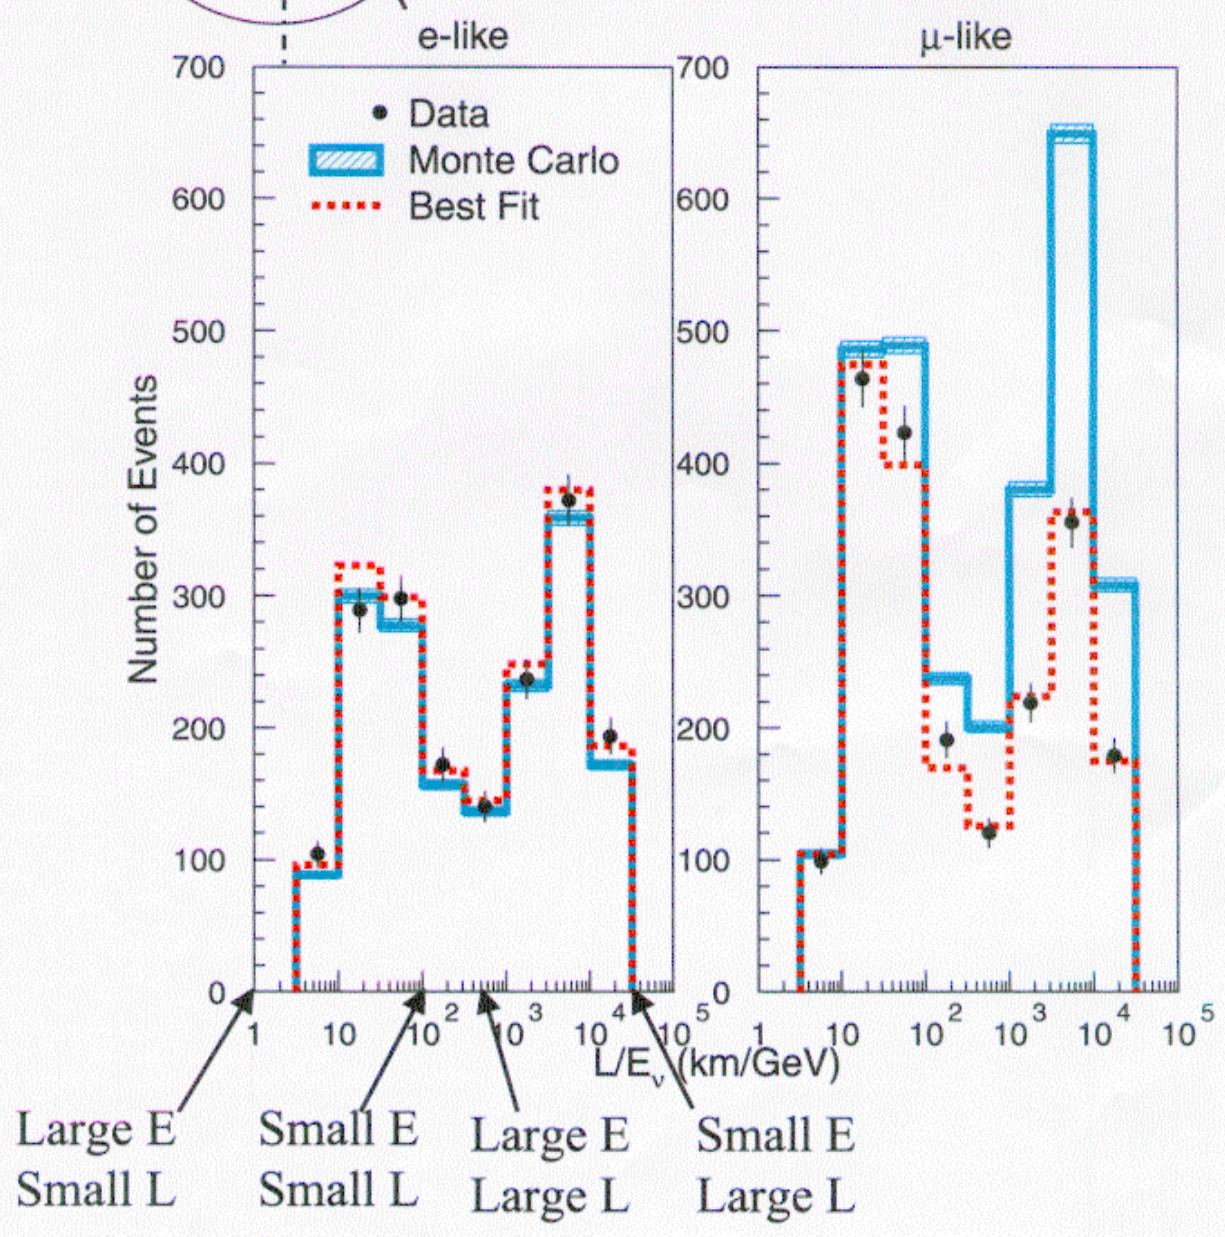 e-like
μ-like
Data
Monte Carlo
Best Fit
Number of Events
700
600
500
400
300
200
100
0
700
600
500
400
300
200
100
0
1 10 10² 10³ 10⁴ 10⁵
1 10 10² 10³ 10⁴ 10⁵
L/Eᵥ (km/GeV)
Large E
Small L
Small E
Small L
Large E
Large L
Small E
Large L